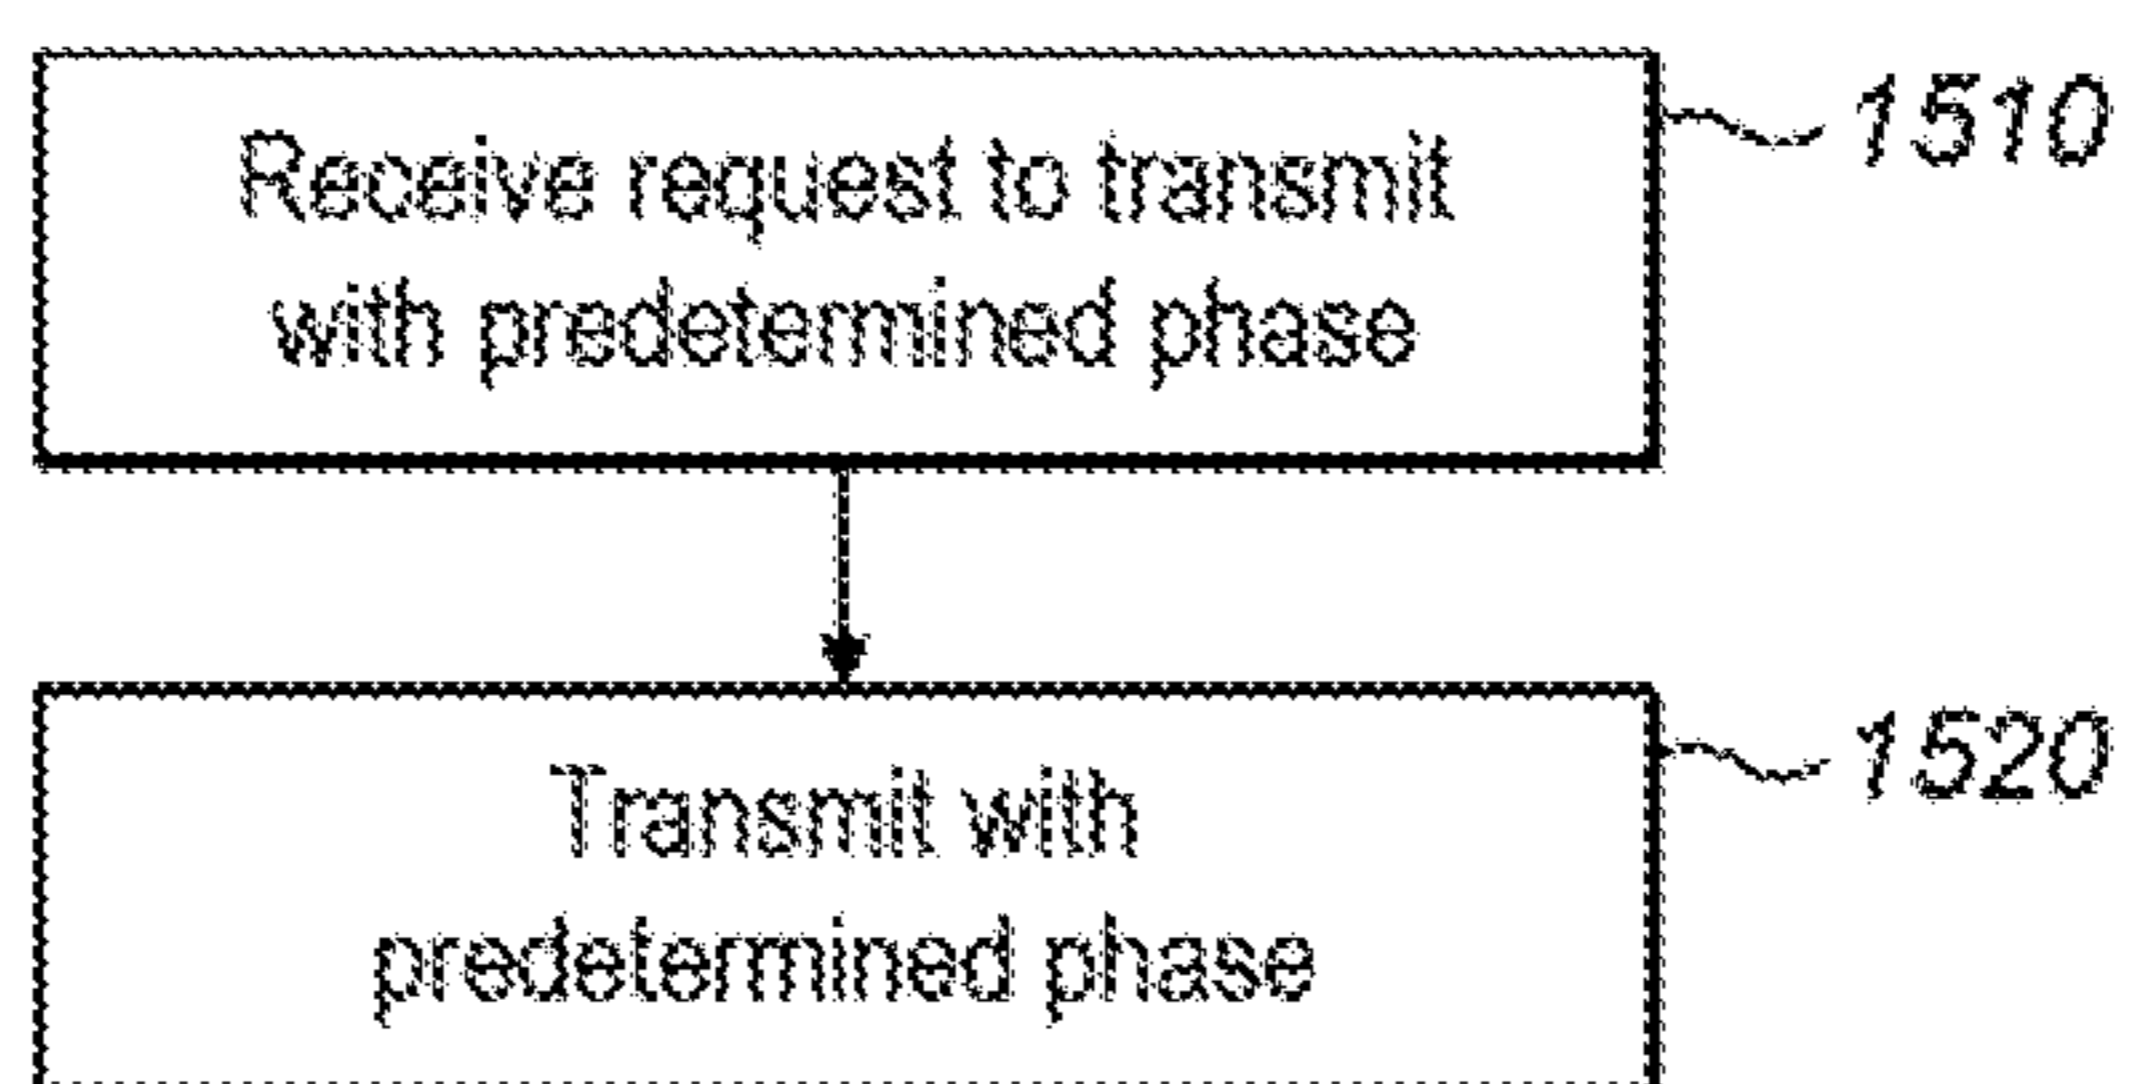 Receive request to transmit
with predetermined phase
1510
Transmit with
predetermined phase
1520